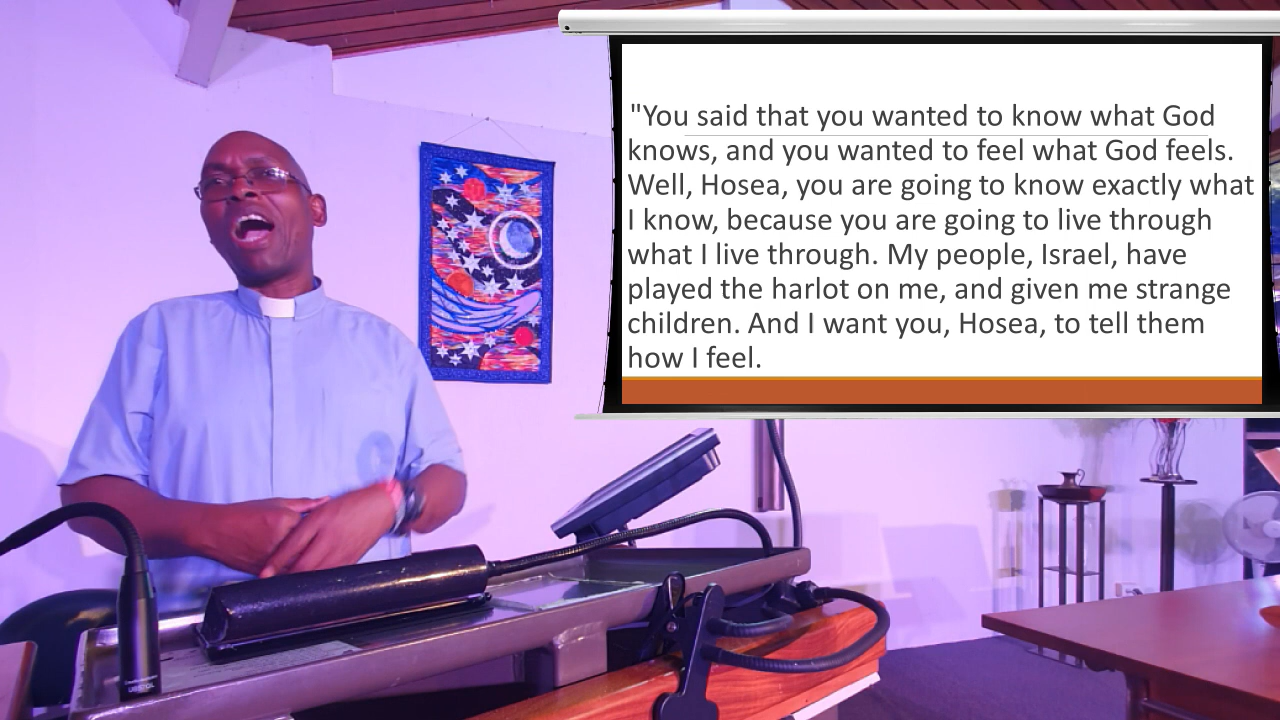 "You said that you wanted to know what God
knows, and you wanted to feel what God feels.
Well, Hosea, you are going to know exactly what
I know, because you are going to live through
what I live through. My people, Israel, have
played the harlot on me, and given me strange
children. And I want you, Hosea, to tell them
how I feel.